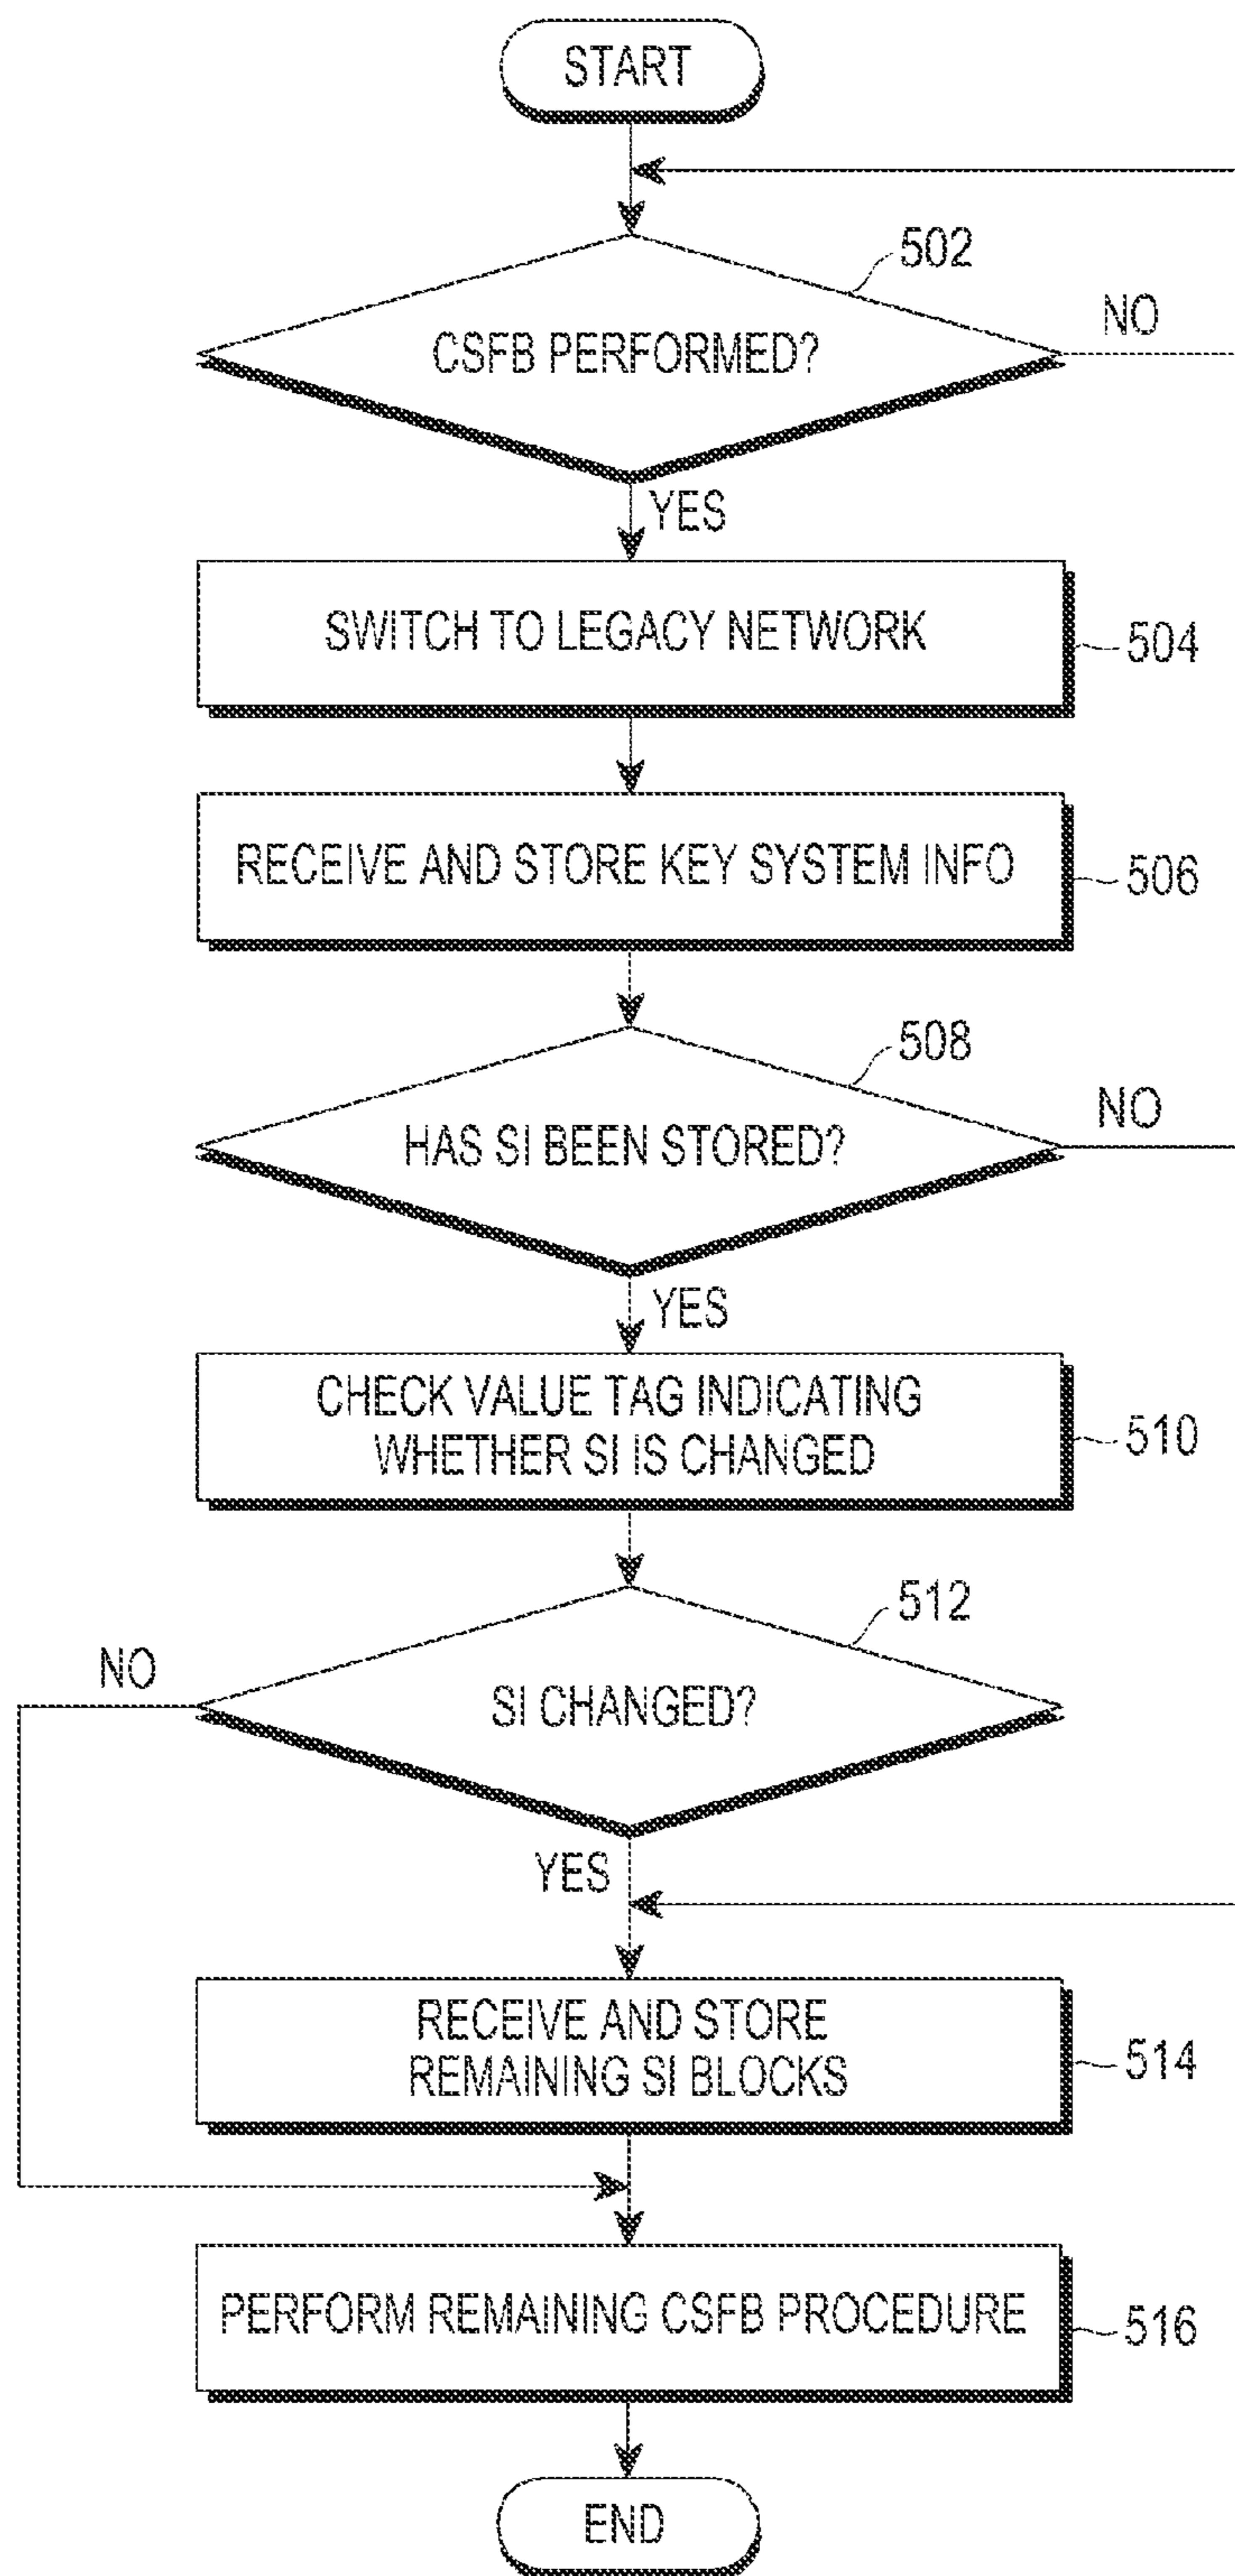 START
502
CSFB PERFORMED?
NO
YES
SWITCH TO LEGACY NETWORK
504
RECEIVE AND STORE KEY SYSTEM INFO
506
508
HAS SI BEEN STORED?
NO
YES
CHECK VALUE TAG INDICATING
WHETHER SI IS CHANGED
510
512
NO
SI CHANGED?
YES
RECEIVE AND STORE
REMAINING SI BLOCKS
514
PERFORM REMAINING CSFB PROCEDURE
516
END